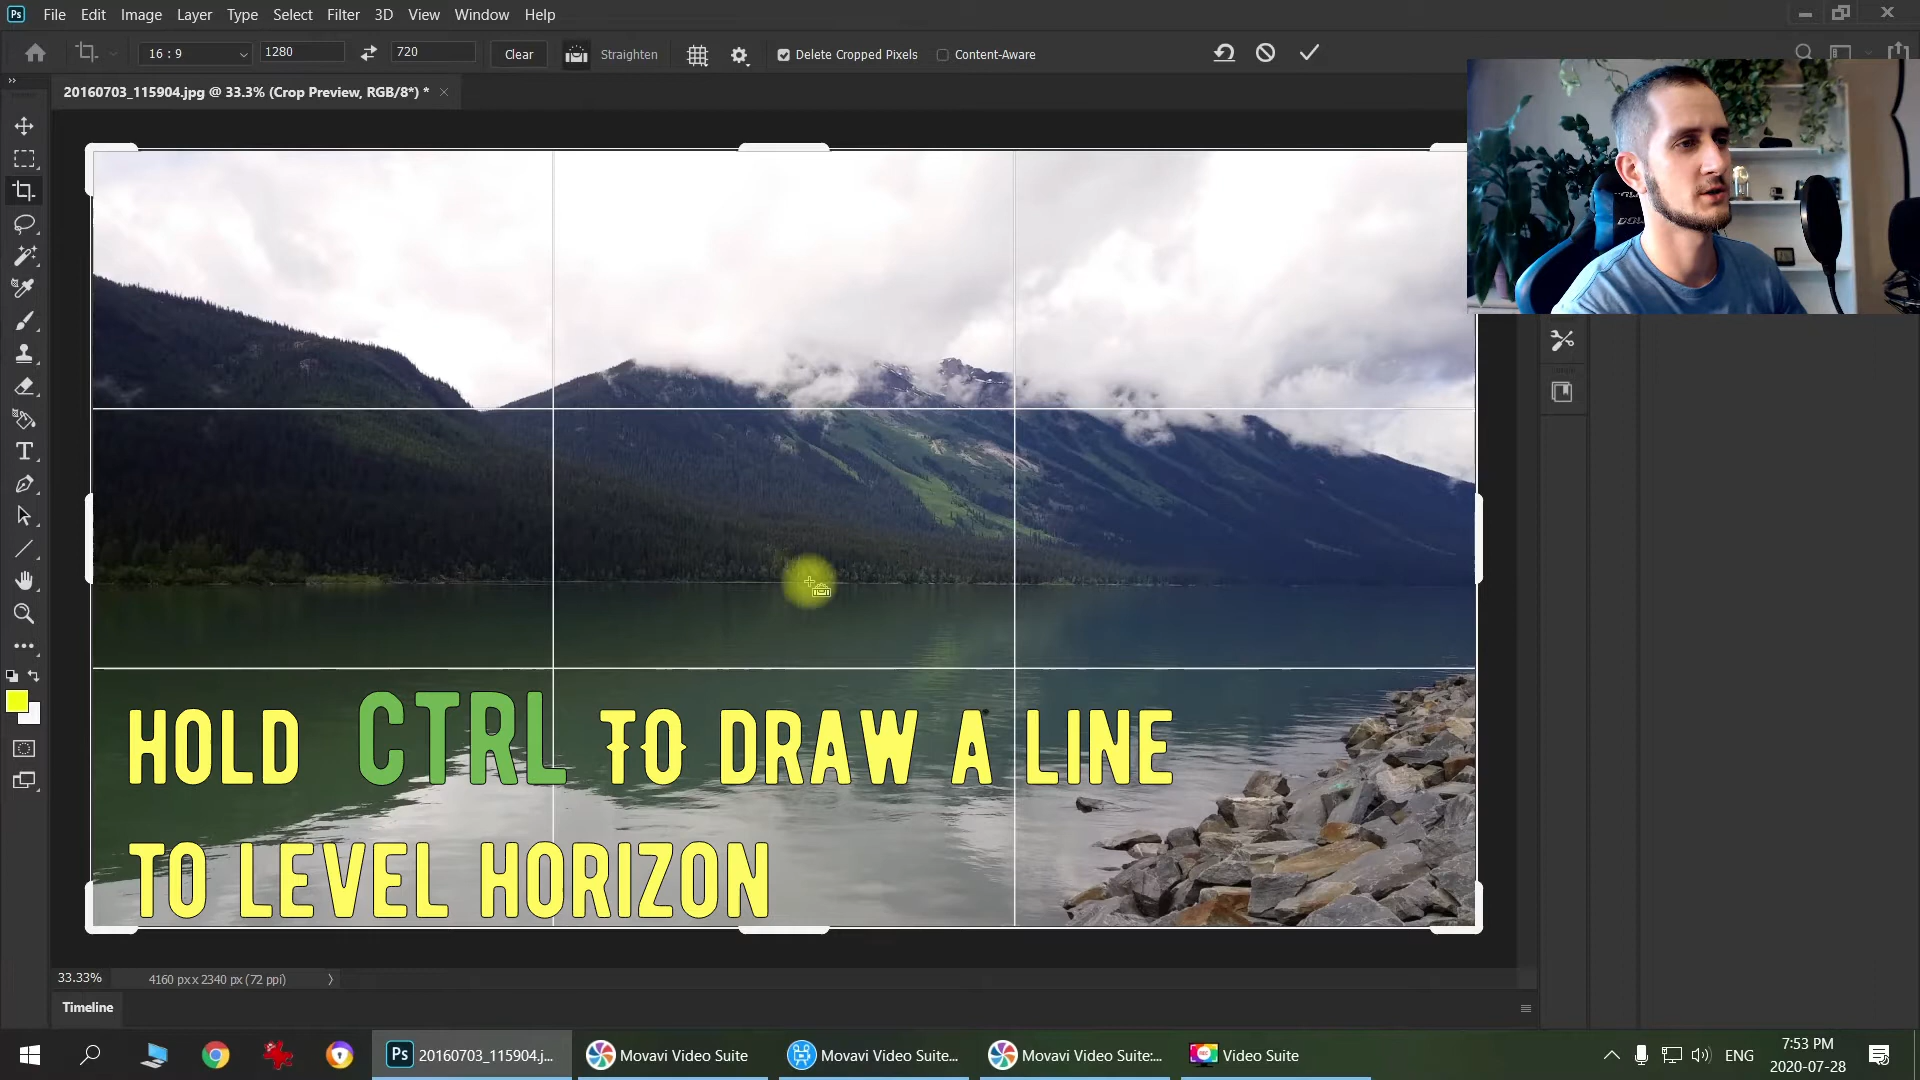 Ps File Edit Image Layer Type Select Filter 3D View Window Help
16 : 9 1280 720 Clear Straighten Delete Cropped Pixels Content-Aware
20160703_115904.jpg @ 33.3% (Crop Preview, RGB/8*) *
HOLD CTRL TO DRAW A LINE
TO LEVEL HORIZON
33.33% 4160 px x 2340 px (72 ppi)
Timeline
Ps 20160703_115904.j... Movavi Video Suite Movavi Video Suite... Movavi Video Suite:... Video Suite ENG 7:53 PM
2020-07-28